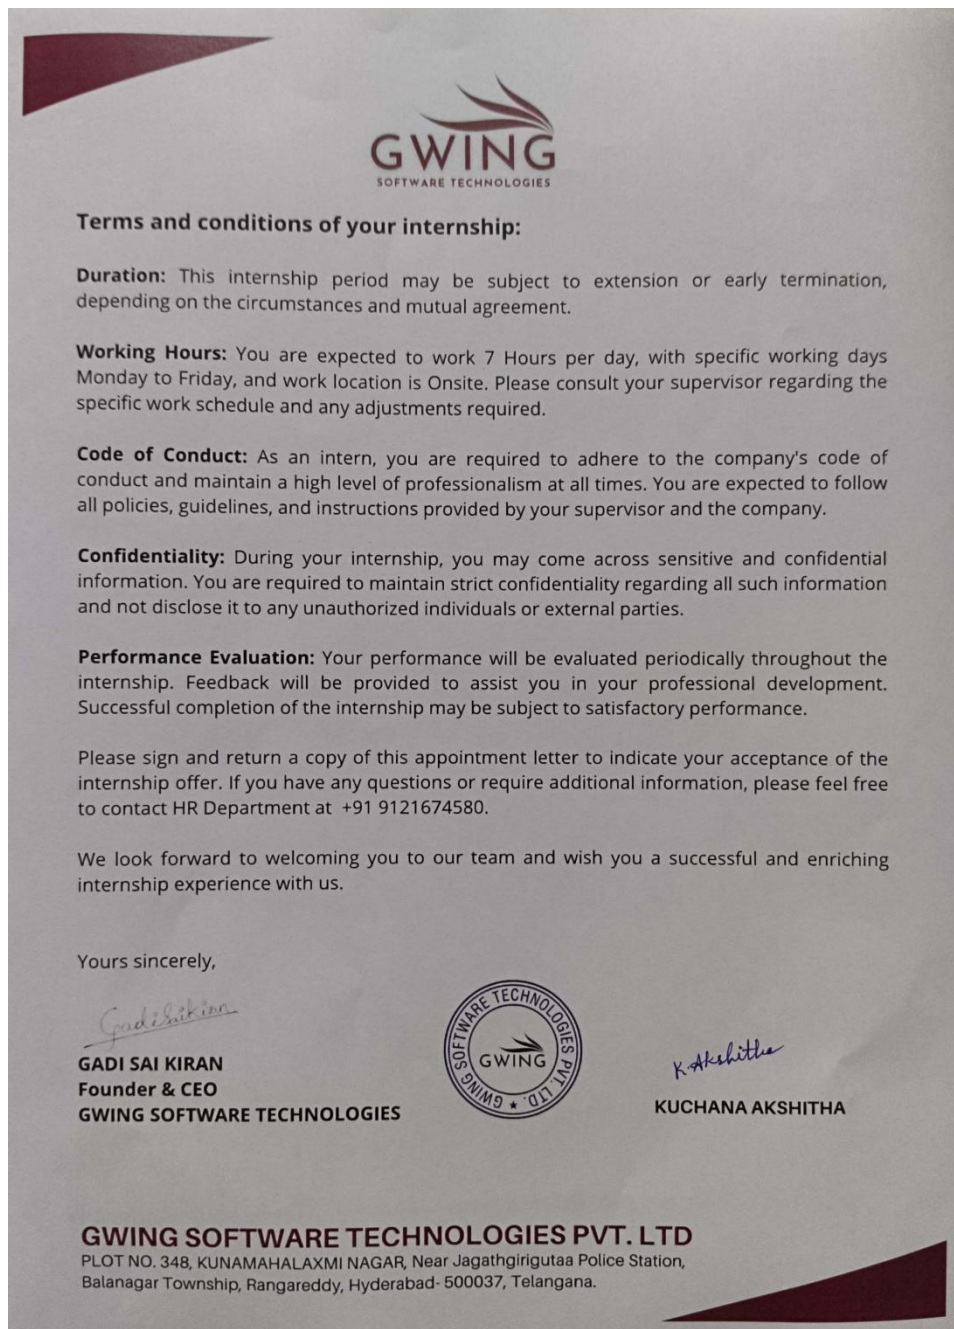 GWING
SOFTWARE TECHNOLOGIES
Terms and conditions of your internship:
Duration: This internship period may be subject to extension or early termination,
depending on the circumstances and mutual agreement.
Working Hours: You are expected to work 7 Hours per day, with specific working days
Monday to Friday, and work location is Onsite. Please consult your supervisor regarding the
specific work schedule and any adjustments required.
Code of Conduct: As an intern, you are required to adhere to the company's code of
conduct and maintain a high level of professionalism at all times. You are expected to follow
all policies, guidelines, and instructions provided by your supervisor and the company.
Confidentiality: During your internship, you may come across sensitive and confidential
information. You are required to maintain strict confidentiality regarding all such information
and not disclose it to any unauthorized individuals or external parties.
Performance Evaluation: Your performance will be evaluated periodically throughout the
internship. Feedback will be provided to assist you in your professional development.
Successful completion of the internship may be subject to satisfactory performance.
Please sign and return a copy of this appointment letter to indicate your acceptance of the
internship offer. If you have any questions or require additional information, please feel free
to contact HR Department at +91 9121674580.
We look forward to welcoming you to our team and wish you a successful and enriching
internship experience with us.
Yours sincerely,
Gadi Sai kiran
GADI SAI KIRAN
Founder & CEO
GWING SOFTWARE TECHNOLOGIES
GWING SOFTWARE TECHNOLOGIES PVT. LTD. ★
GWING
K. Akshitha
KUCHANA AKSHITHA
GWING SOFTWARE TECHNOLOGIES PVT. LTD
PLOT NO. 348, KUNAMAHALAXMI NAGAR, Near Jagathgirigutaa Police Station,
Balanagar Township, Rangareddy, Hyderabad- 500037, Telangana.